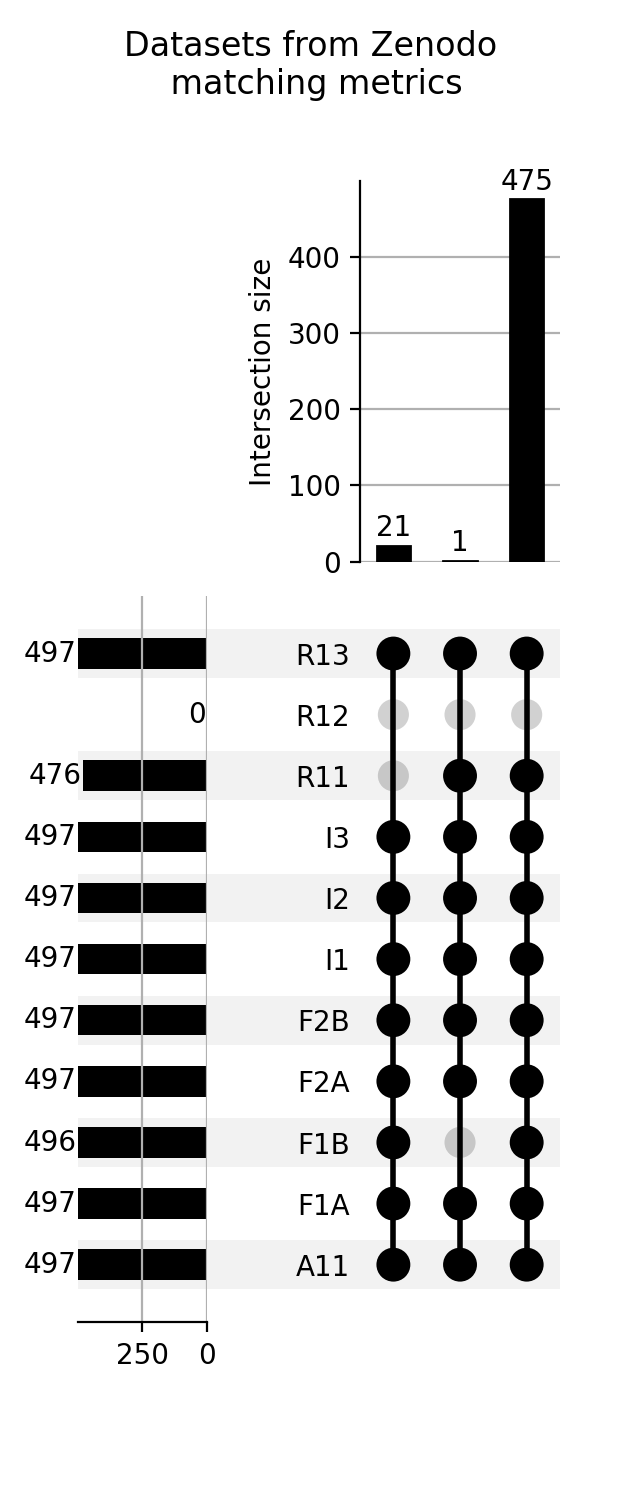 Datasets from Zenodo
matching metrics
475
400
300
200
100
0
Intersection size
21
1
497 R13
0 R12
476 R11
497 I3
497 I2
497 I1
497 F2B
497 F2A
496 F1B
497 F1A
497 A11
250 0